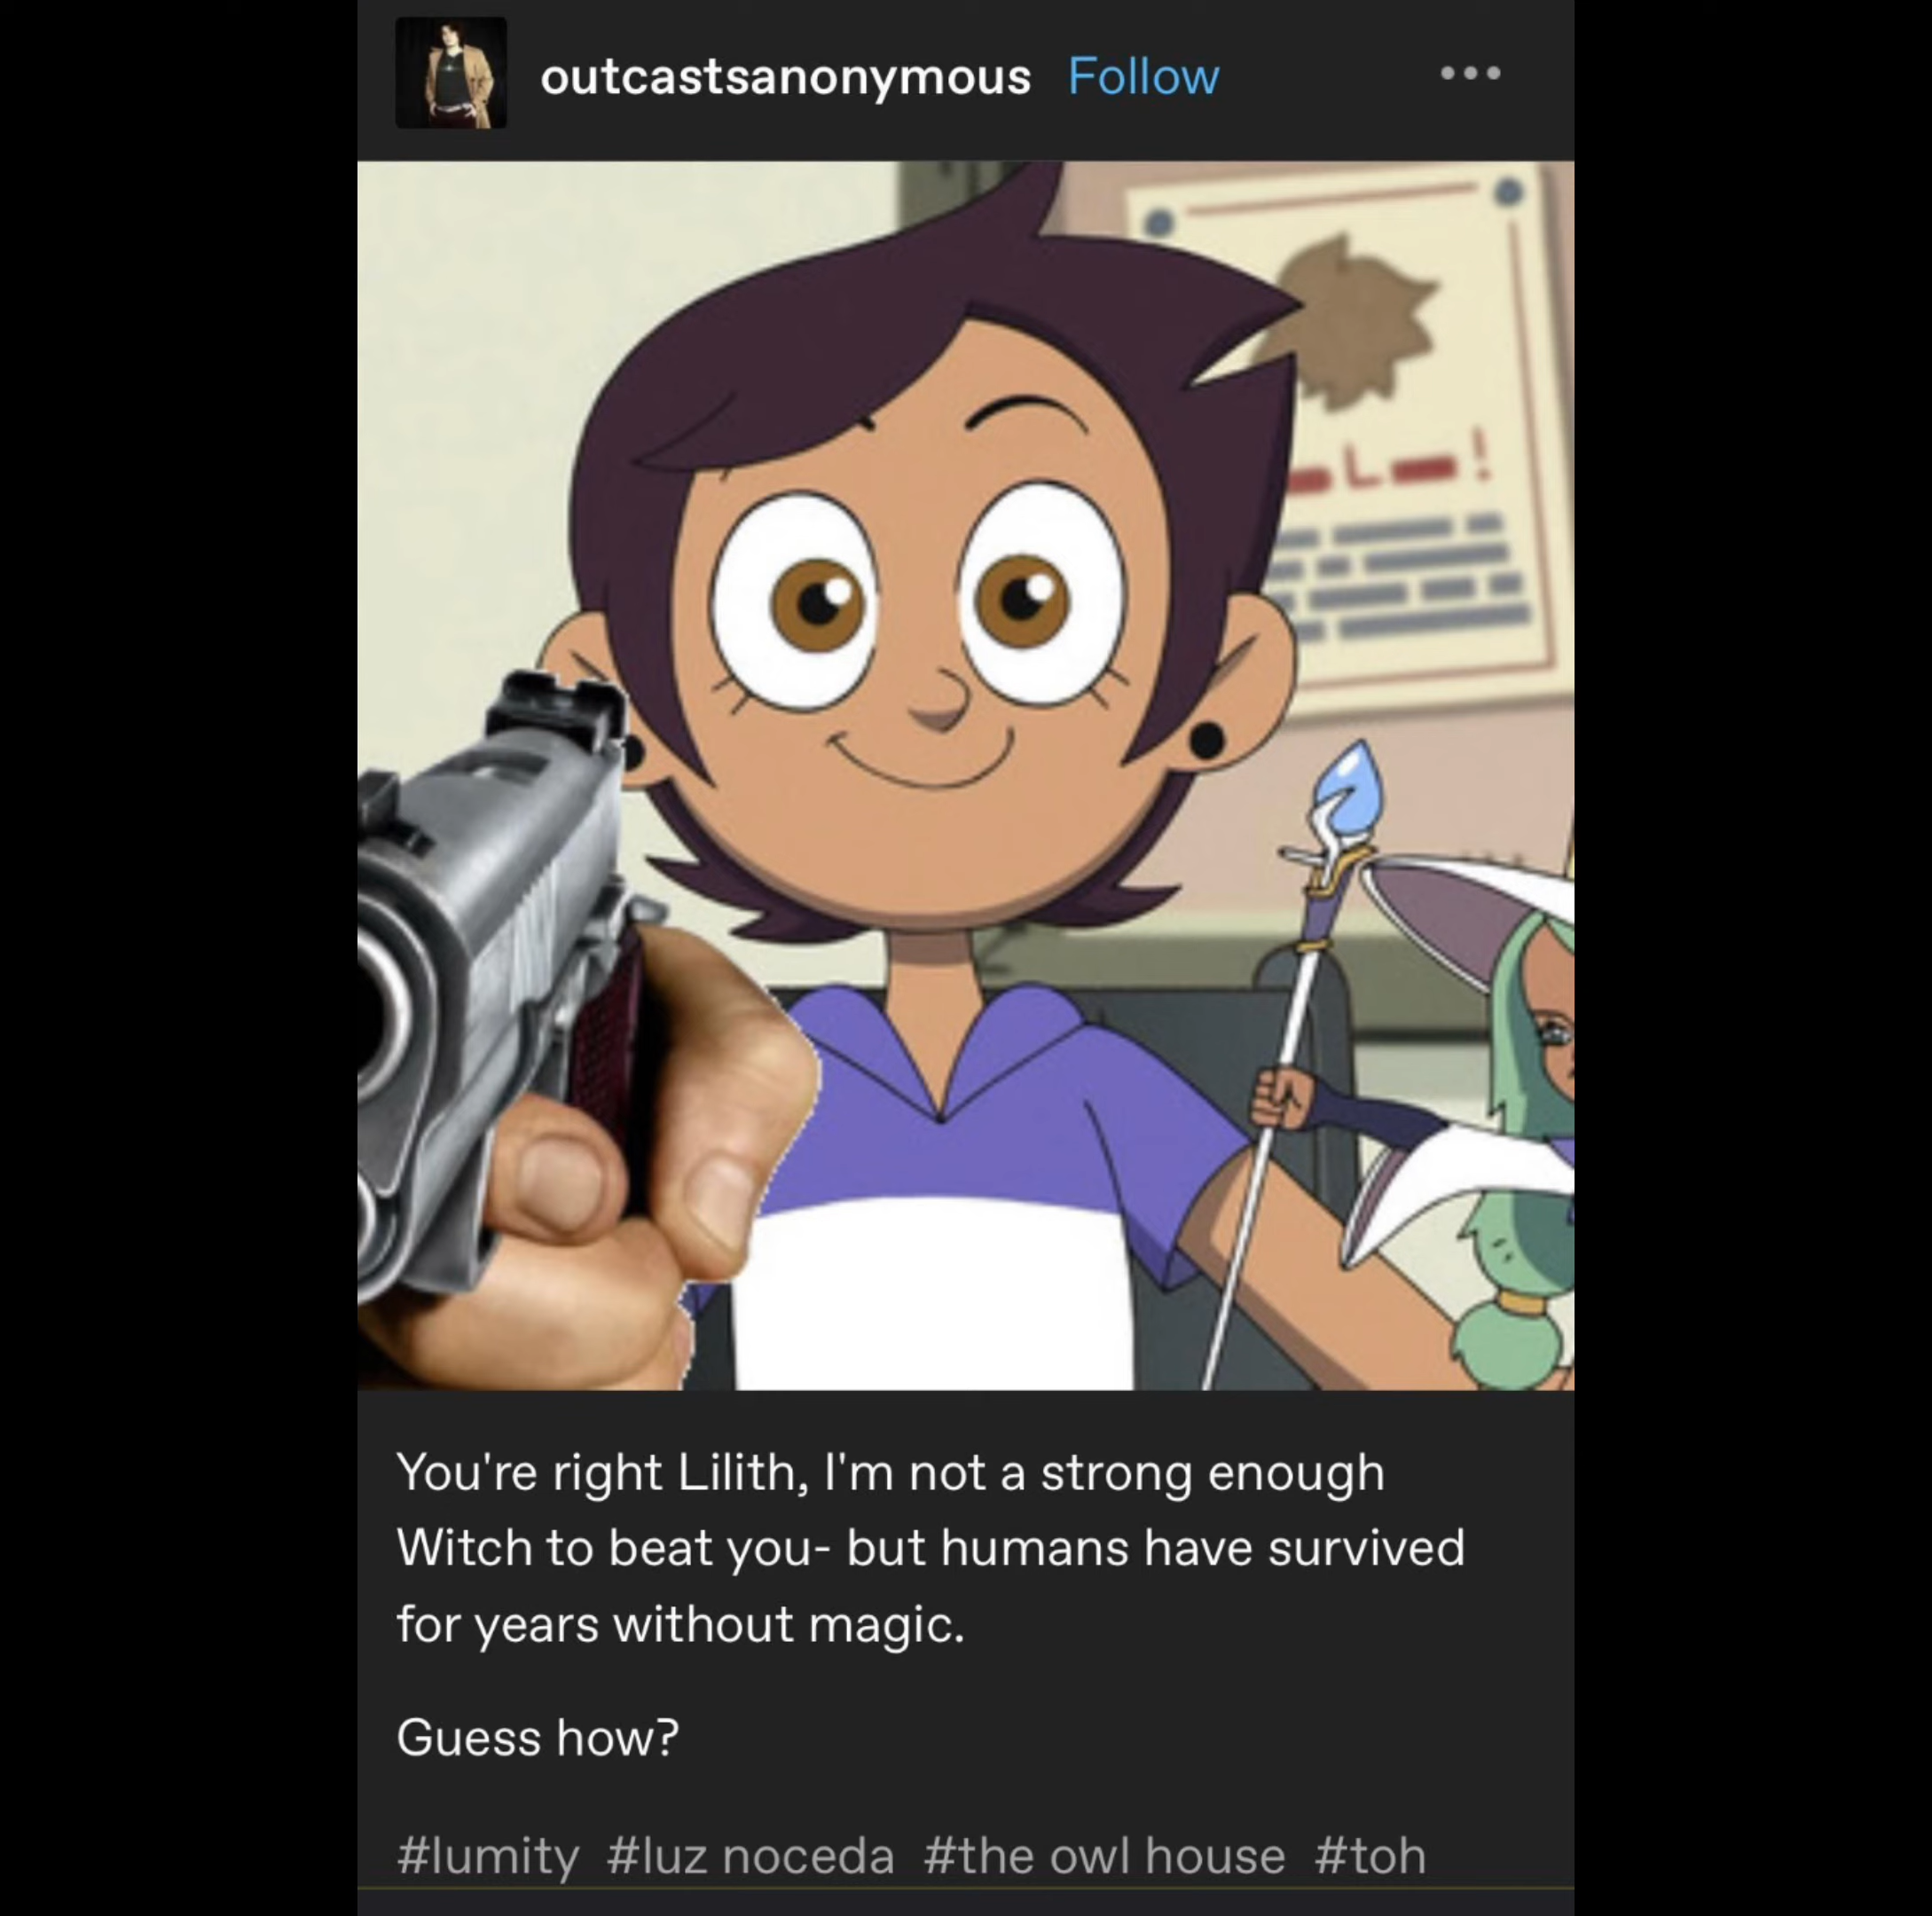 outcastsanonymous Follow
L !
You're right Lilith, I'm not a strong enough
Witch to beat you- but humans have survived
for years without magic.
Guess how?
#lumity #luz noceda #the owl house #toh